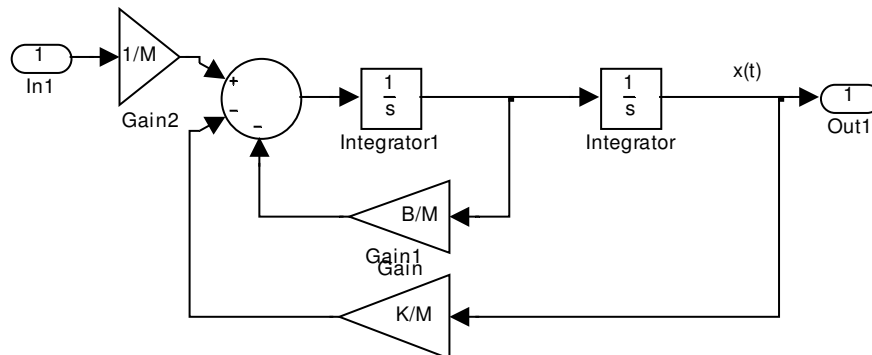 1
In1
1/M
Gain2
+
−
−
1
s
Integrator1
1
s
Integrator
x(t)
1
Out1
B/M
Gain1
Gain
K/M